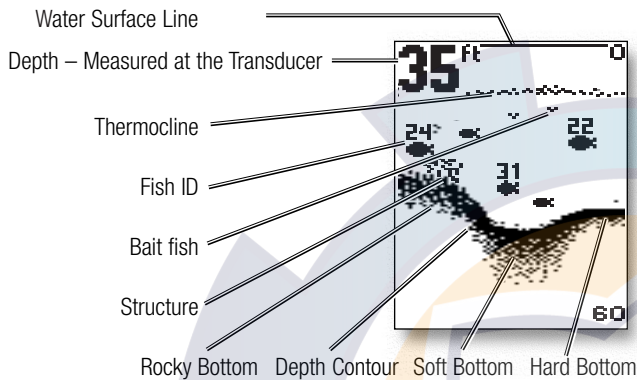 Water Surface Line
35 ft 0
Depth – Measured at the Transducer
Thermocline
24 22
Fish ID
31
Bait fish
Structure
60
Rocky Bottom Depth Contour Soft Bottom Hard Bottom